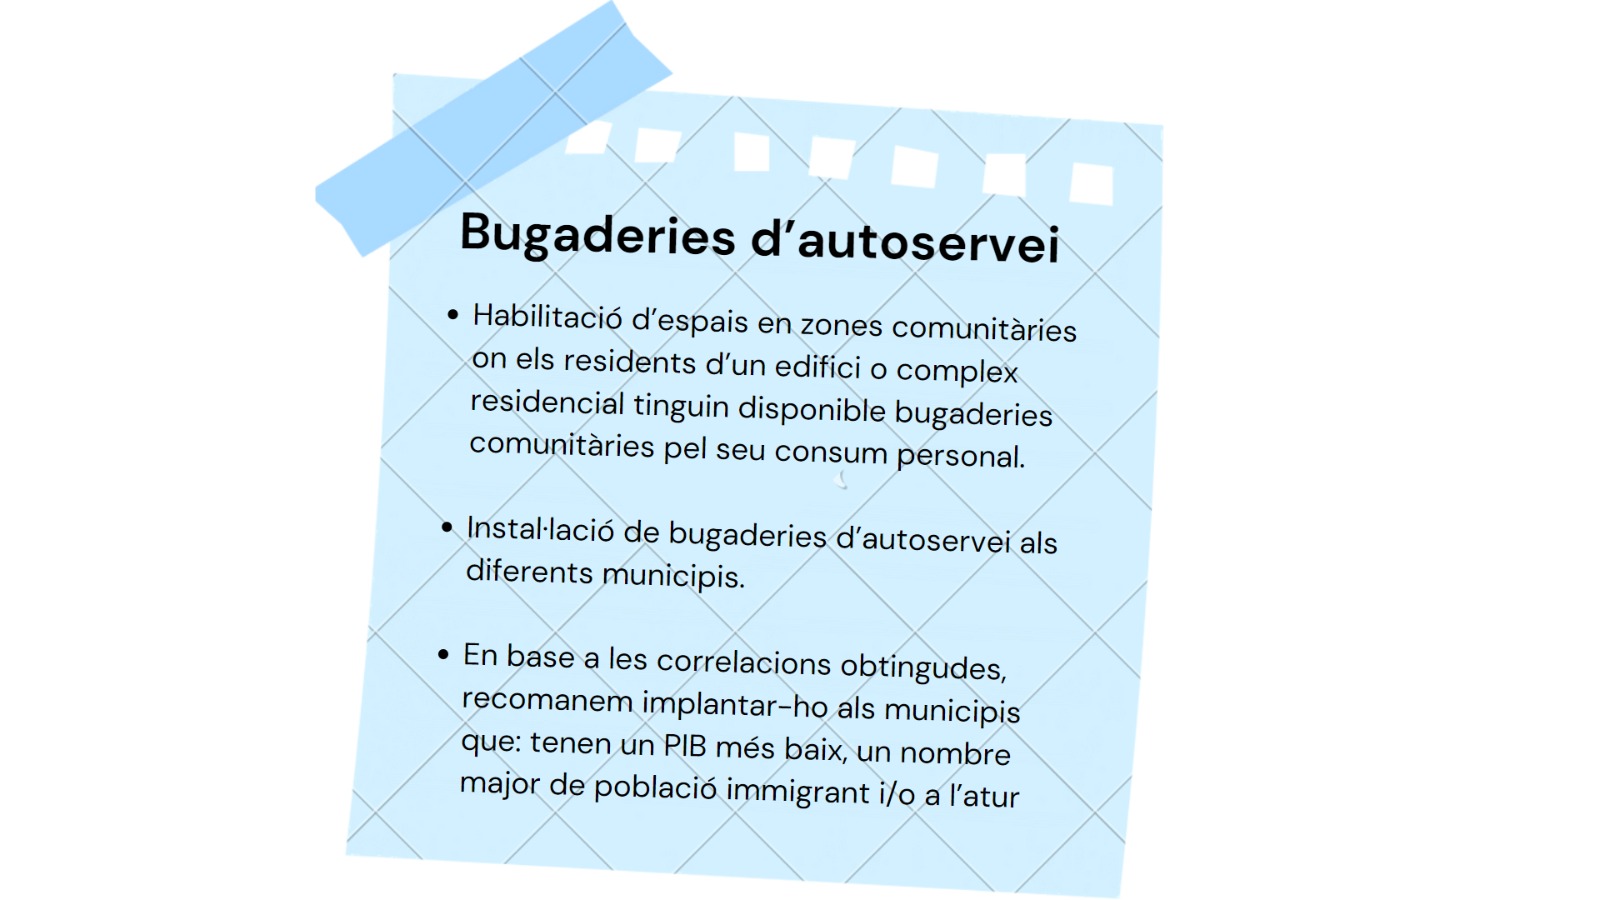 Bugaderies d’autoservei
• Habilitació d’espais en zones comunitàries
on els residents d’un edifici o complex
residencial tinguin disponible bugaderies
comunitàries pel seu consum personal.
• Instal·lació de bugaderies d’autoservei als
diferents municipis.
• En base a les correlacions obtingudes,
recomanem implantar-ho als municipis
que: tenen un PIB més baix, un nombre
major de població immigrant i/o a l’atur